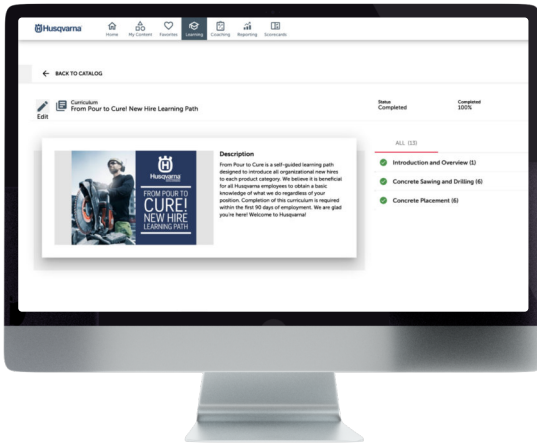 Husqvarna
Home
My Content
Favorites
Learning
Coaching
Reporting
Scorecards
← BACK TO CATALOG
Edit
Curriculum
From Pour to Cure! New Hire Learning Path
Status
Completed
Completed
100%
Husqvarna
FROM POUR TO
CURE!
NEW HIRE
LEARNING PATH
Description
From Pour to Cure is a self-guided learning path
designed to introduce all organizational new hires
to each product category. We believe it is beneficial
for all Husqvarna employees to obtain a basic
knowledge of what we do regardless of your
position. Completion of this curriculum is required
within the first 90 days of employment. We are glad
you're here! Welcome to Husqvarna!
ALL (13)
Introduction and Overview (1)
Concrete Sawing and Drilling (6)
Concrete Placement (6)